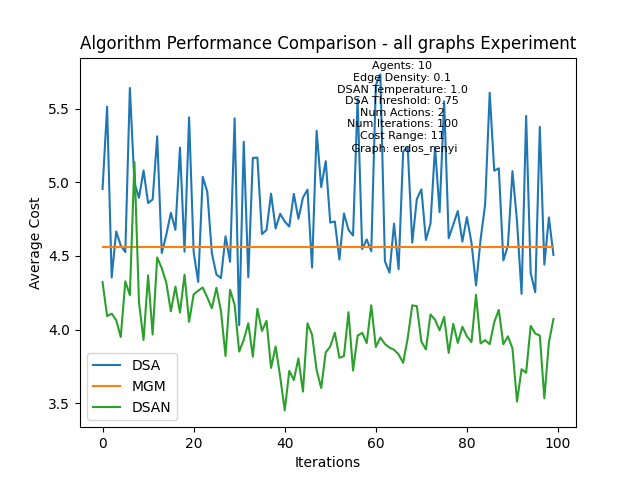 Algorithm Performance Comparison - all graphs Experiment
Agents: 10
Edge Density: 0.1
DSAN Temperature: 1.0
DSA Threshold: 0.75
Num Actions: 2
Num Iterations: 100
Cost Range: 11
Graph: erdos_renyi
5.5
5.0
4.5
4.0
3.5
Average Cost
DSA
MGM
DSAN
0
20
40
60
80
100
Iterations